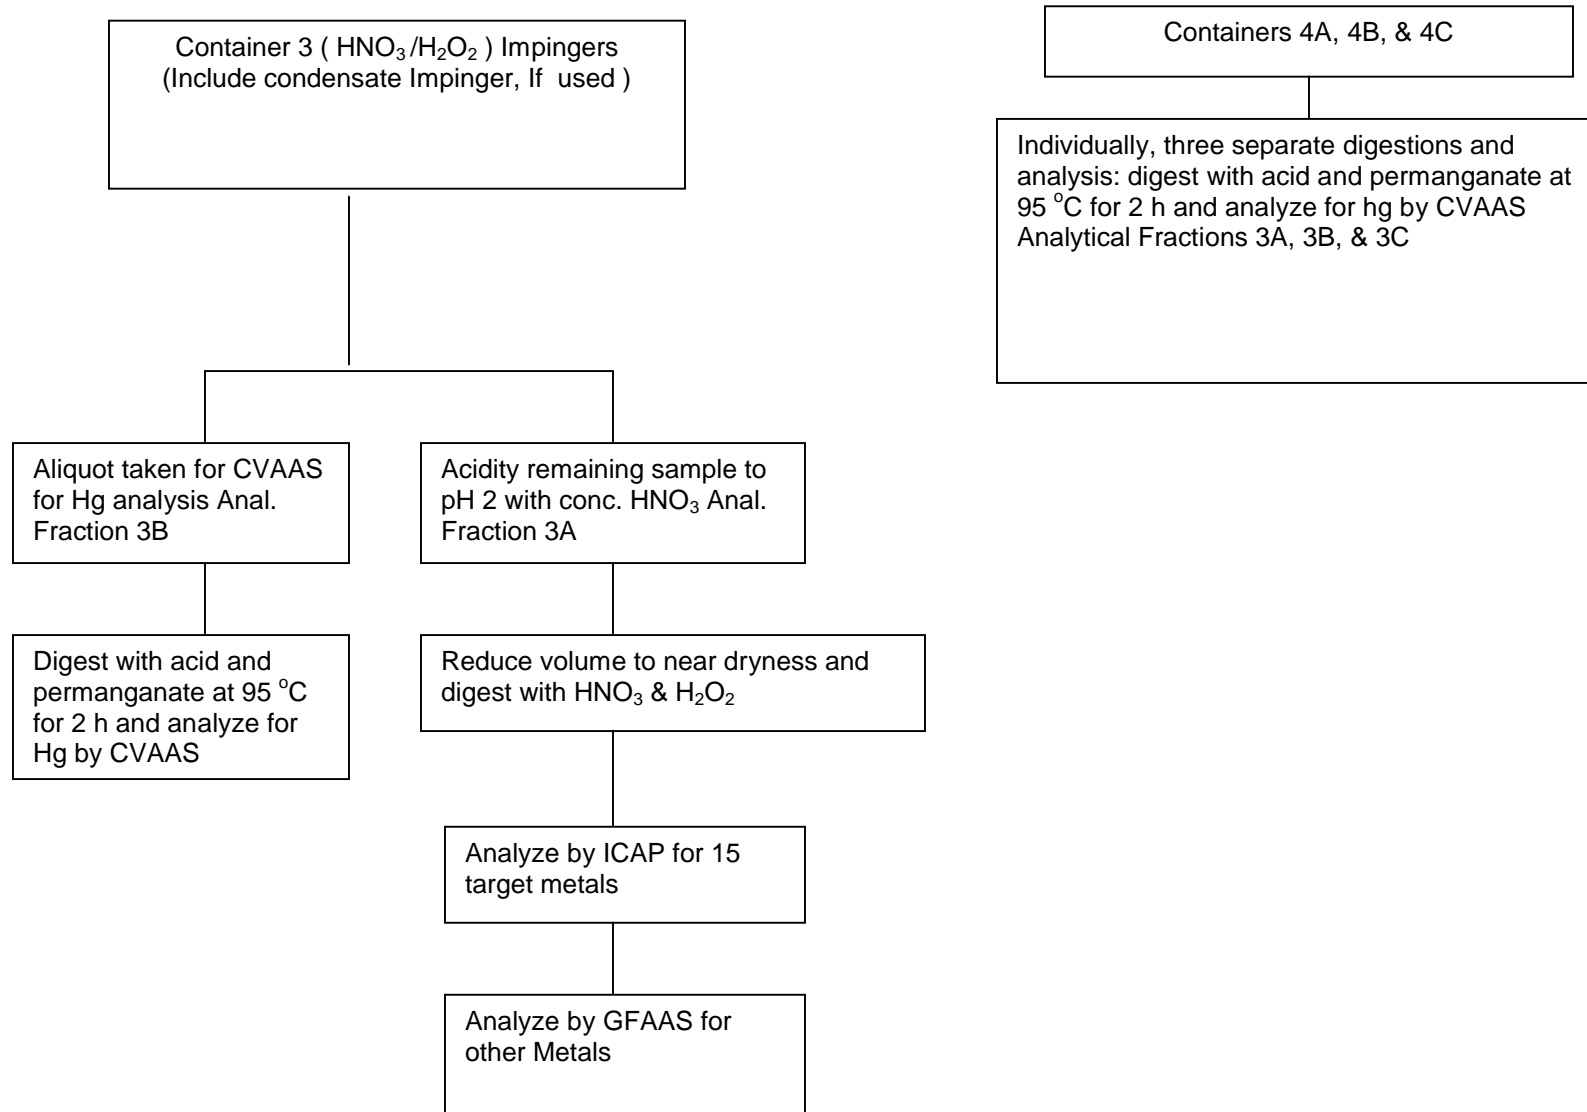 Container 3 ( HNO₃ /H₂O₂ ) Impingers
(Include condensate Impinger, If used )
Aliquot taken for CVAAS
for Hg analysis Anal.
Fraction 3B
Digest with acid and
permanganate at 95 °C
for 2 h and analyze for
Hg by CVAAS
Acidity remaining sample to
pH 2 with conc. HNO₃ Anal.
Fraction 3A
Reduce volume to near dryness and
digest with HNO₃ & H₂O₂
Analyze by ICAP for 15
target metals
Analyze by GFAAS for
other Metals
Containers 4A, 4B, & 4C
Individually, three separate digestions and
analysis: digest with acid and permanganate at
95 °C for 2 h and analyze for hg by CVAAS
Analytical Fractions 3A, 3B, & 3C